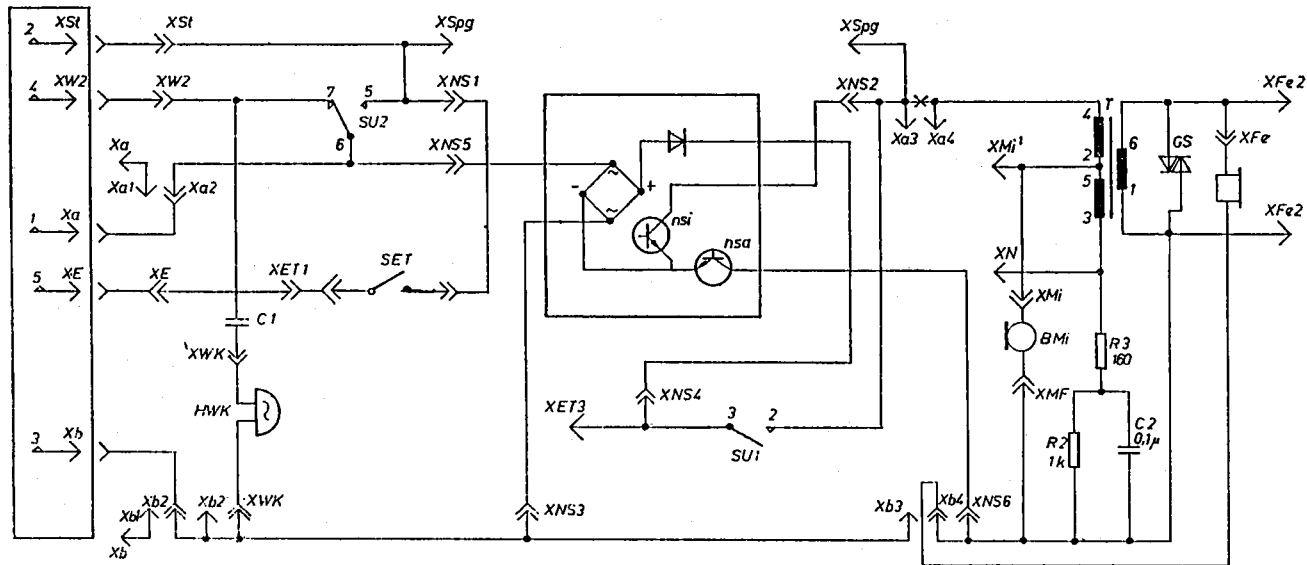 2 XSt XSt XSpg XSpg
4 XW2 XW2 7 5 XNS1 XNS2 XFe2
SU2 Xa3 Xa4 4 T
6 XNS5 XMi¹ 2 6 GS XFe
Xa - ~ + 5 1
Xa1 Xa2 ~ 3
1 Xa nsi XFe2
5 XE XE XET1 SET nsa XN
C1 XMi
XWK BMi R3
160
HWK XNS4 XMF
XET3 3 2 C2
3 Xb SU1 R2 0,1µ
1k
Xb1 Xb2 Xb2 XWK XNS3 Xb3 Xb4 XNS6
Xb